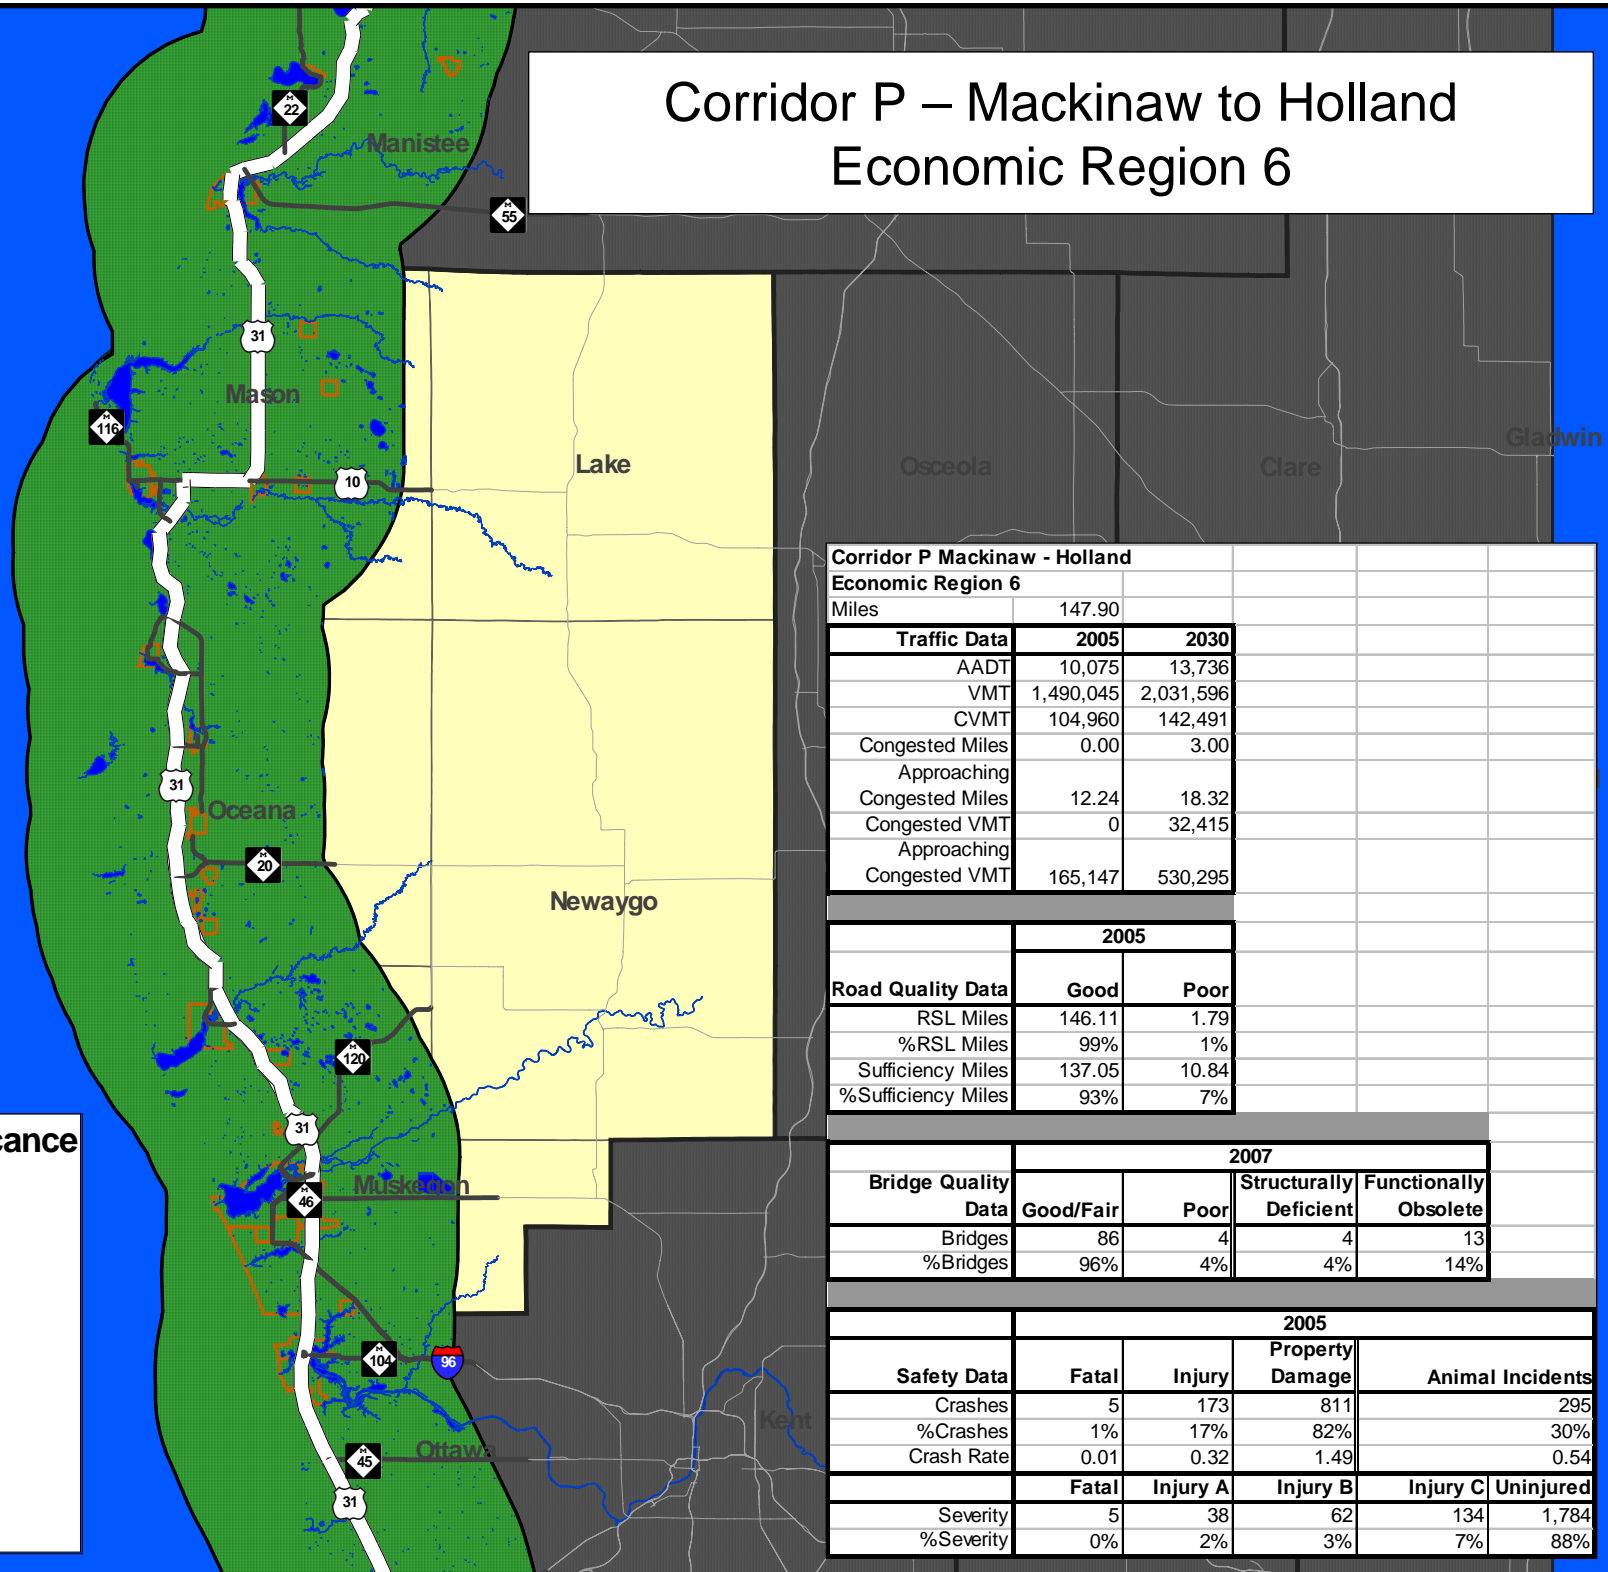 Corridor P – Mackinaw to Holland
Economic Region 6
M
22
Manistee
M
55
31
Mason
M
116
10
Lake
Osceola
Clare
Gladwin
31
Oceana
M
20
Newaygo
M
120
31
cance
Muskegon
M
46
M
104
96
Kent
Ottawa
M
45
31
Corridor P Mackinaw - Holland
Economic Region 6
Miles 147.90
Traffic Data 2005 2030
AADT 10,075 13,736
VMT 1,490,045 2,031,596
CVMT 104,960 142,491
Congested Miles 0.00 3.00
Approaching
Congested Miles 12.24 18.32
Congested VMT 0 32,415
Approaching
Congested VMT 165,147 530,295
2005
Road Quality Data Good Poor
RSL Miles 146.11 1.79
%RSL Miles 99% 1%
Sufficiency Miles 137.05 10.84
%Sufficiency Miles 93% 7%
2007
Bridge Quality Structurally Functionally
Data Good/Fair Poor Deficient Obsolete
Bridges 86 4 4 13
%Bridges 96% 4% 4% 14%
2005
Property
Safety Data Fatal Injury Damage Animal Incidents
Crashes 5 173 811 295
%Crashes 1% 17% 82% 30%
Crash Rate 0.01 0.32 1.49 0.54
Fatal Injury A Injury B Injury C Uninjured
Severity 5 38 62 134 1,784
%Severity 0% 2% 3% 7% 88%